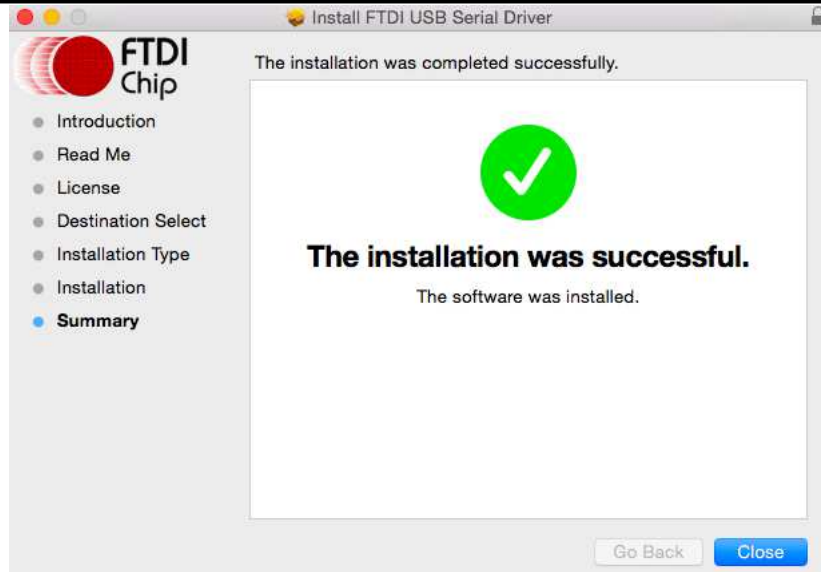 Install FTDI USB Serial Driver
FTDI
Chip
The installation was completed successfully.
Introduction
Read Me
License
Destination Select
Installation Type
Installation
Summary
The installation was successful.
The software was installed.
Go Back
Close